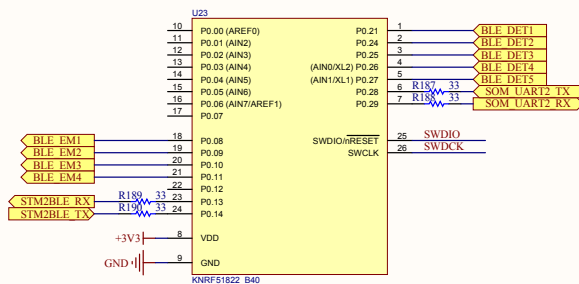 U23
10 P0.00 (AREF0) P0.21 1 BLE_DET1
11 P0.01 (AIN2) P0.24 2 BLE_DET2
12 P0.02 (AIN3) P0.25 3 BLE_DET3
13 P0.03 (AIN4) (AIN0/XL2) P0.26 4 BLE_DET4
14 P0.04 (AIN5) (AIN1/XL1) P0.27 5 BLE_DET5
15 P0.05 (AIN6) P0.28 6 R187 33 SOM_UART2_TX
16 P0.06 (AIN7/AREF1) P0.29 7 R188 33 SOM_UART2_RX
17 P0.07
BLE_EM1 18 P0.08 SWDIO/nRESET 25 SWDIO
BLE_EM2 19 P0.09 SWCLK 26 SWDCK
BLE_EM3 20 P0.10
BLE_EM4 21 P0.11
22 P0.12
STM2BLE_RX R189 33 23 P0.13
STM2BLE_TX R190 33 24 P0.14
+3V3 8 VDD
GND 9 GND
KNRF51822_B40